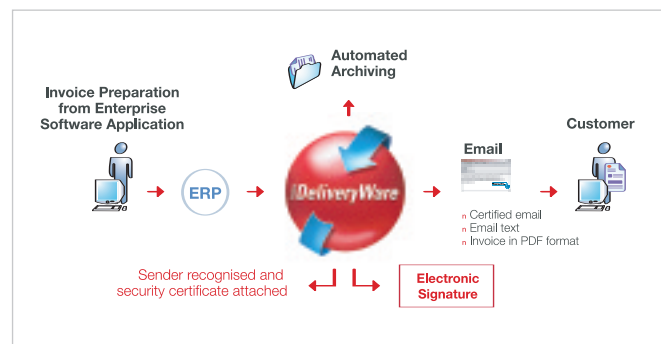 Automated
Archiving
Invoice Preparation
from Enterprise
Software Application
Customer
Email
ERP
iDeliveryWare
n Certified email
n Email text
n Invoice in PDF format
Sender recognised and
security certificate attached
Electronic
Signature